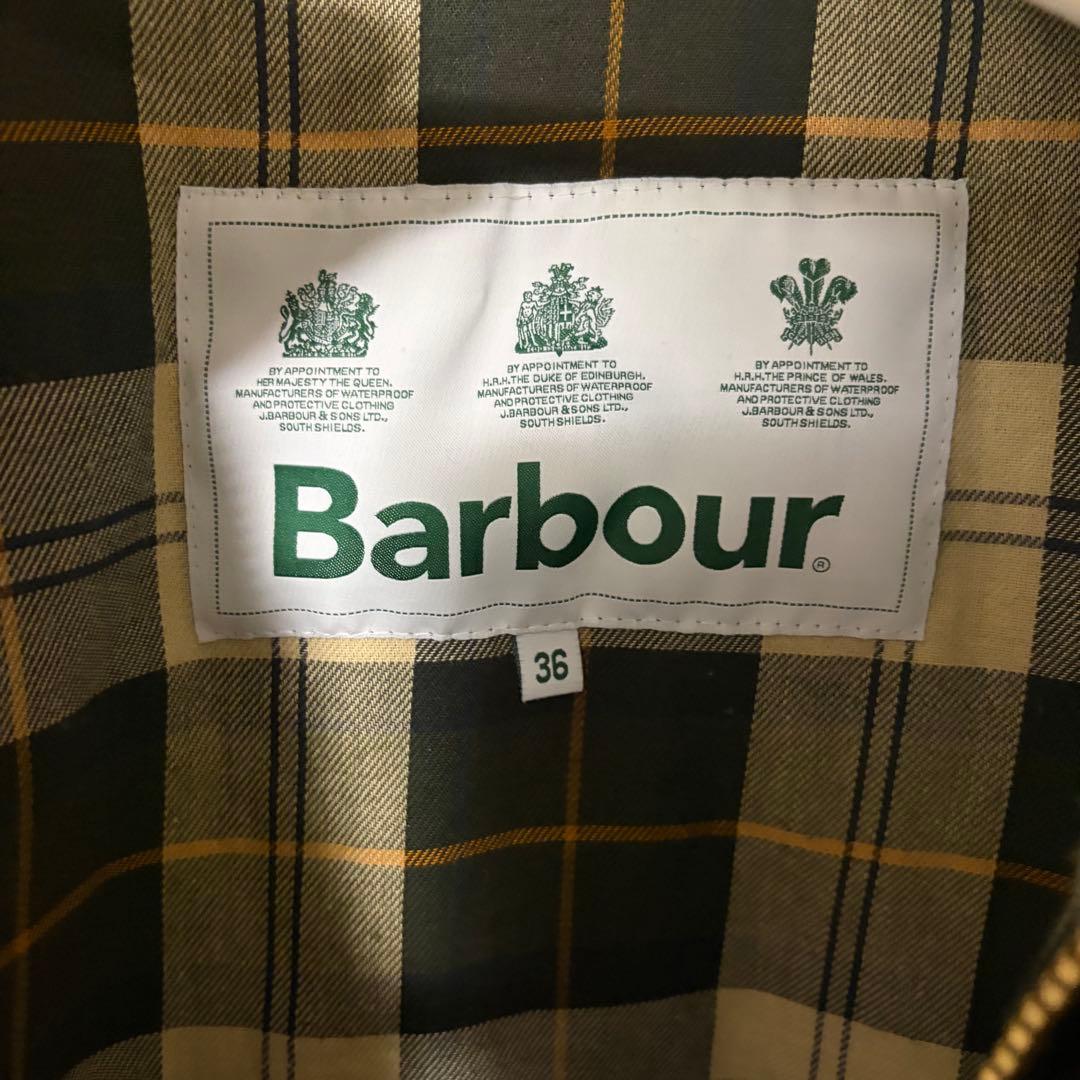 BY APPOINTMENT TO
HER MAJESTY THE QUEEN.
MANUFACTURERS OF WATERPROOF
AND PROTECTIVE CLOTHING
J.BARBOUR & SONS LTD.,
SOUTH SHIELDS.
BY APPOINTMENT TO
H.R.H.THE DUKE OF EDINBURGH.
MANUFACTURERS OF WATERPROOF
AND PROTECTIVE CLOTHING
J.BARBOUR & SONS LTD.,
SOUTH SHIELDS.
BY APPOINTMENT TO
H.R.H.THE PRINCE OF WALES.
MANUFACTURERS OF WATERPROOF
AND PROTECTIVE CLOTHING
J.BARBOUR & SONS LTD.,
SOUTH SHIELDS.
Barbour®
36